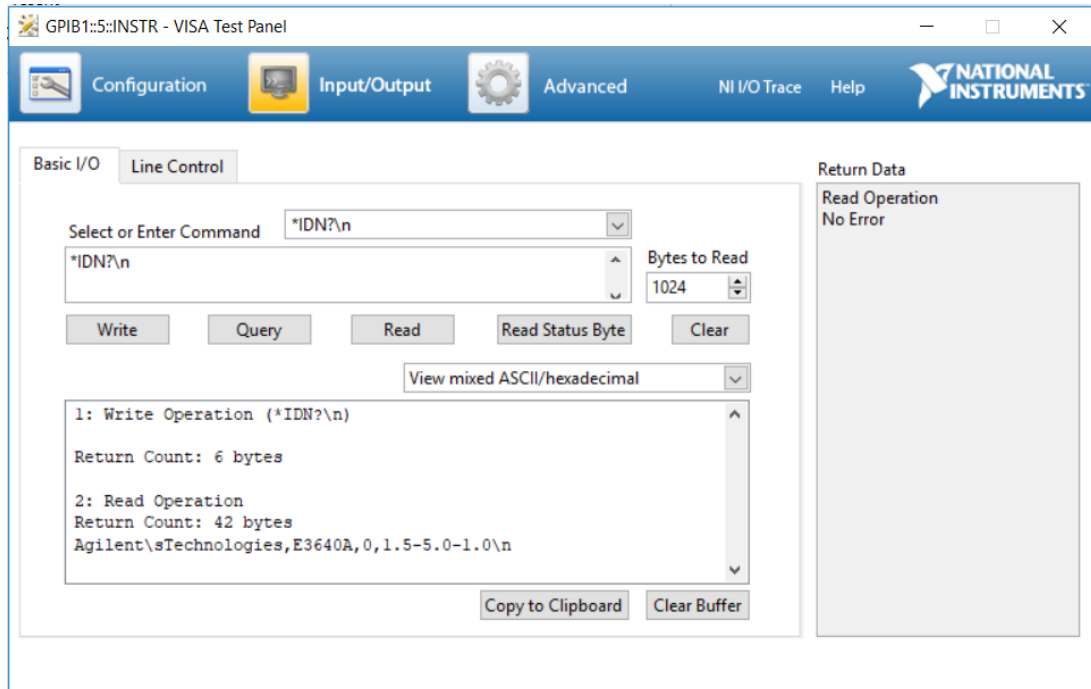 GPIB1::5::INSTR - VISA Test Panel
Configuration
Input/Output
Advanced
NI I/O Trace
Help
NATIONAL
INSTRUMENTS
Basic I/O
Line Control
Select or Enter Command
*IDN?\n
*IDN?\n
Bytes to Read
1024
Write
Query
Read
Read Status Byte
Clear
View mixed ASCII/hexadecimal
1: Write Operation (*IDN?\n)
Return Count: 6 bytes
2: Read Operation
Return Count: 42 bytes
Agilent\sTechnologies,E3640A,0,1.5-5.0-1.0\n
Copy to Clipboard
Clear Buffer
Return Data
Read Operation
No Error